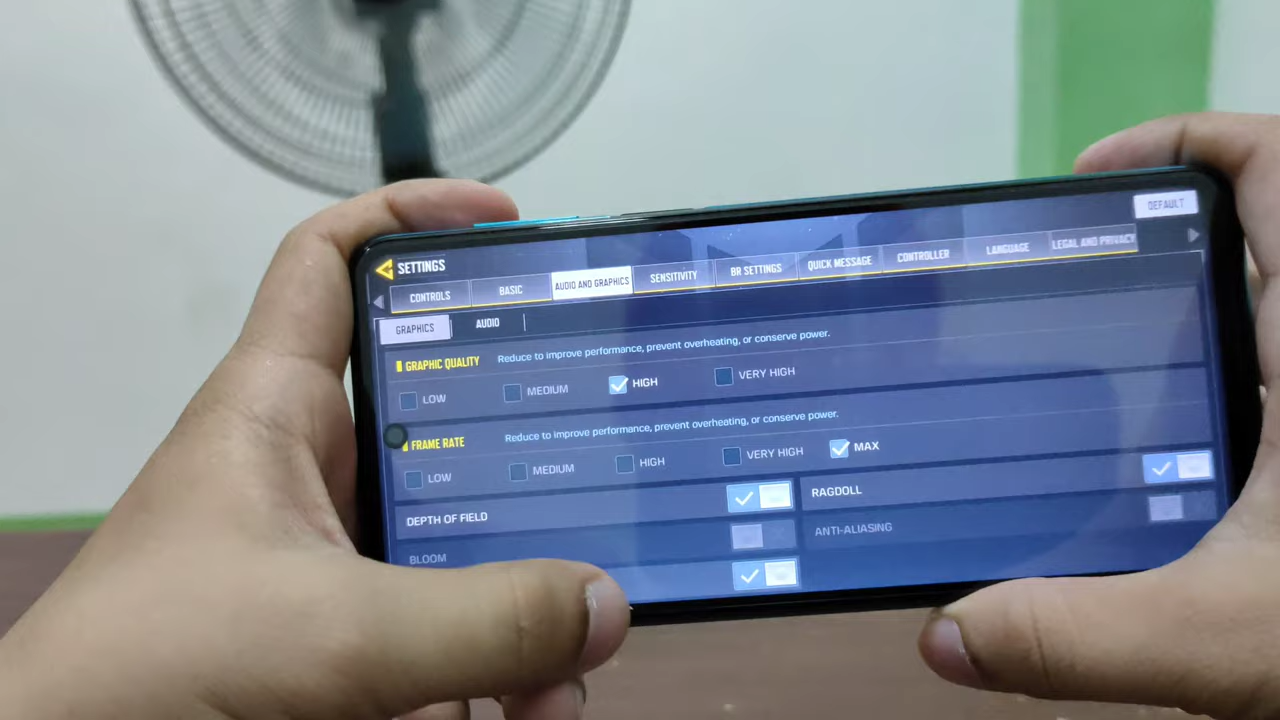 DEFAULT
SETTINGS
CONTROLS BASIC AUDIO AND GRAPHICS SENSITIVITY BR SETTINGS QUICK MESSAGE CONTROLLER LANGUAGE LEGAL AND PRIVACY
GRAPHICS AUDIO
GRAPHIC QUALITY Reduce to improve performance, prevent overheating, or conserve power.
LOW MEDIUM HIGH VERY HIGH
FRAME RATE Reduce to improve performance, prevent overheating, or conserve power.
LOW MEDIUM HIGH VERY HIGH MAX
DEPTH OF FIELD RAGDOLL
BLOOM ANTI-ALIASING